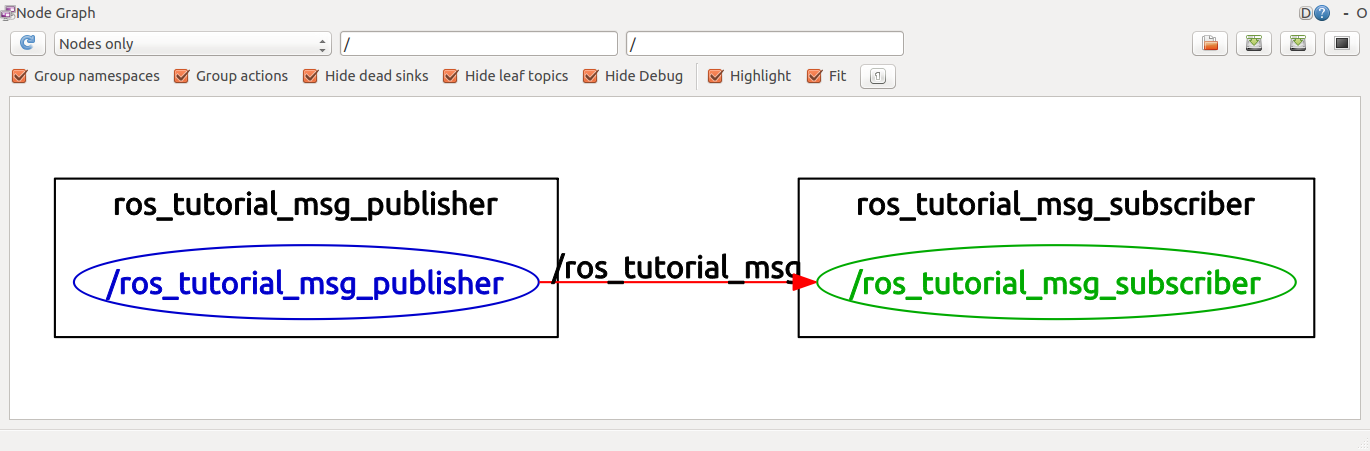 Node Graph D ? - O
Nodes only / /
Group namespaces Group actions Hide dead sinks Hide leaf topics Hide Debug Highlight Fit
ros_tutorial_msg_publisher ros_tutorial_msg_subscriber
/ros_tutorial_msg_publisher /ros_tutorial_msg /ros_tutorial_msg_subscriber